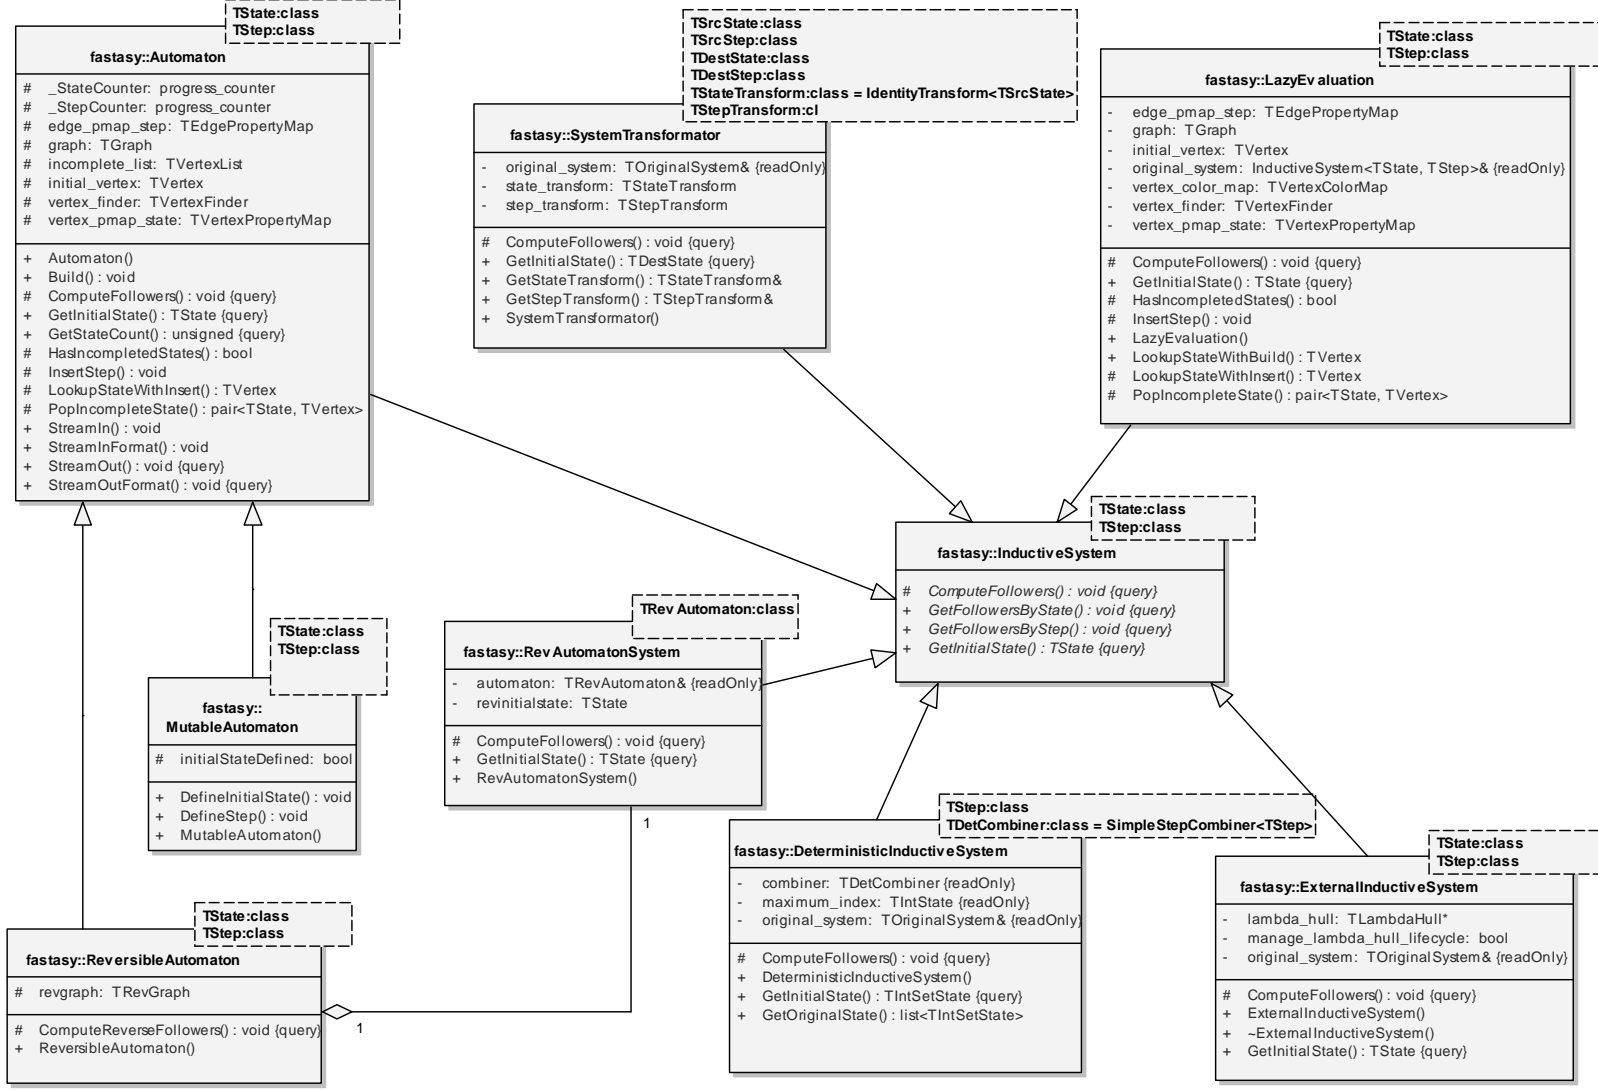 TState:class
TStep:class
fastasy::Automaton
# _StateCounter: progress_counter
# _StepCounter: progress_counter
# edge_pmap_step: TEdgePropertyMap
# graph: TGraph
# incomplete_list: TVertexList
# initial_vertex: TVertex
# vertex_finder: TVertexFinder
# vertex_pmap_state: TVertexPropertyMap
+ Automaton()
+ Build() : void
# ComputeFollowers() : void {query}
+ GetInitialState() : TState {query}
+ GetStateCount() : unsigned {query}
# HasIncompletedStates() : bool
# InsertStep() : void
# LookupStateWithInsert() : TVertex
# PopIncompleteState() : pair<TState, TVertex>
+ StreamIn() : void
+ StreamInFormat() : void
+ StreamOut() : void {query}
+ StreamOutFormat() : void {query}
TSrcState:class
TSrcStep:class
TDestState:class
TDestStep:class
TStateTransform:class = IdentityTransform<TSrcState>
TStepTransform:cl
fastasy::SystemTransformator
- original_system: TOriginalSystem& {readOnly}
- state_transform: TStateTransform
- step_transform: TStepTransform
# ComputeFollowers() : void {query}
+ GetInitialState() : TDestState {query}
+ GetStateTransform() : TStateTransform&
+ GetStepTransform() : TStepTransform&
+ SystemTransformator()
TState:class
TStep:class
fastasy::LazyEvaluation
- edge_pmap_step: TEdgePropertyMap
- graph: TGraph
- initial_vertex: TVertex
- original_system: InductiveSystem<TState, TStep>& {readOnly}
- vertex_color_map: TVertexColorMap
- vertex_finder: TVertexFinder
- vertex_pmap_state: TVertexPropertyMap
# ComputeFollowers() : void {query}
+ GetInitialState() : TState {query}
# HasIncompletedStates() : bool
# InsertStep() : void
+ LazyEvaluation()
+ LookupStateWithBuild() : TVertex
# LookupStateWithInsert() : TVertex
# PopIncompleteState() : pair<TState, TVertex>
TState:class
TStep:class
fastasy::InductiveSystem
# ComputeFollowers() : void {query}
+ GetFollowersByState() : void {query}
+ GetFollowersByStep() : void {query}
+ GetInitialState() : TState {query}
TRevAutomaton:class
fastasy::RevAutomatonSystem
- automaton: TRevAutomaton& {readOnly}
- revinitialstate: TState
# ComputeFollowers() : void {query}
+ GetInitialState() : TState {query}
+ RevAutomatonSystem()
TState:class
TStep:class
fastasy::
MutableAutomaton
# initialStateDefined: bool
+ DefineInitialState() : void
+ DefineStep() : void
+ MutableAutomaton()
1
TStep:class
TDetCombiner:class = SimpleStepCombiner<TStep>
fastasy::DeterministicInductiveSystem
- combiner: TDetCombiner {readOnly}
- maximum_index: TIntState {readOnly}
- original_system: TOriginalSystem& {readOnly}
# ComputeFollowers() : void {query}
+ DeterministicInductiveSystem()
+ GetInitialState() : TIntSetState {query}
+ GetOriginalState() : list<TIntSetState>
TState:class
TStep:class
fastasy::ExternalInductiveSystem
- lambda_hull: TLambdaHull*
- manage_lambda_hull_lifecycle: bool
- original_system: TOriginalSystem& {readOnly}
# ComputeFollowers() : void {query}
+ ExternalInductiveSystem()
+ ~ExternalInductiveSystem()
+ GetInitialState() : TState {query}
TState:class
TStep:class
fastasy::ReversibleAutomaton
# revgraph: TRevGraph
# ComputeReverseFollowers() : void {query}
+ ReversibleAutomaton()
1